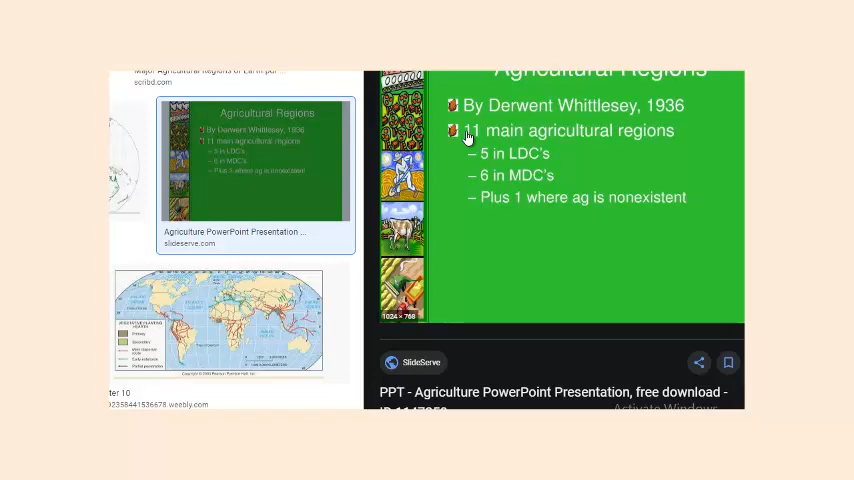 Major Agricultural Regions of Earth.pdf ...
scribd.com
Agricultural Regions
By Derwent Whittlesey, 1936
11 main agricultural regions
– 5 in LDC's
– 6 in MDC's
– Plus 1 where ag is nonexistent
Agriculture PowerPoint Presentation ...
slideserve.com
Primary
Secondary
ter 10
92358441536678.weebly.com
Agricultural Regions
By Derwent Whittlesey, 1936
11 main agricultural regions
– 5 in LDC's
– 6 in MDC's
– Plus 1 where ag is nonexistent
1024 × 768
SlideServe
PPT - Agriculture PowerPoint Presentation, free download -
Activate Windows